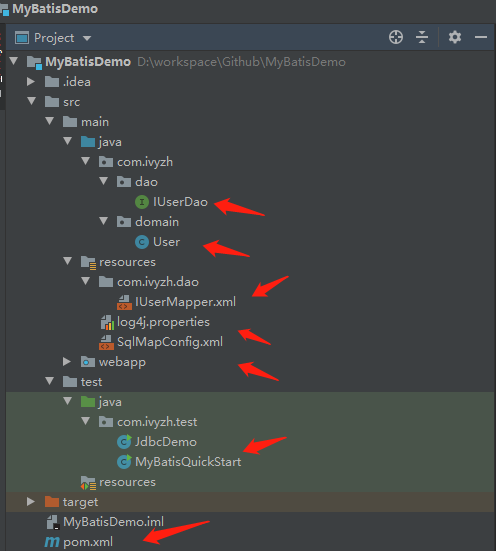 MyBatisDemo
Project
MyBatisDemo D:\workspace\Github\MyBatisDemo
.idea
src
main
java
com.ivyzh
dao
IUserDao
domain
User
resources
com.ivyzh.dao
IUserMapper.xml
log4j.properties
SqlMapConfig.xml
webapp
test
java
com.ivyzh.test
JdbcDemo
MyBatisQuickStart
resources
target
MyBatisDemo.iml
pom.xml